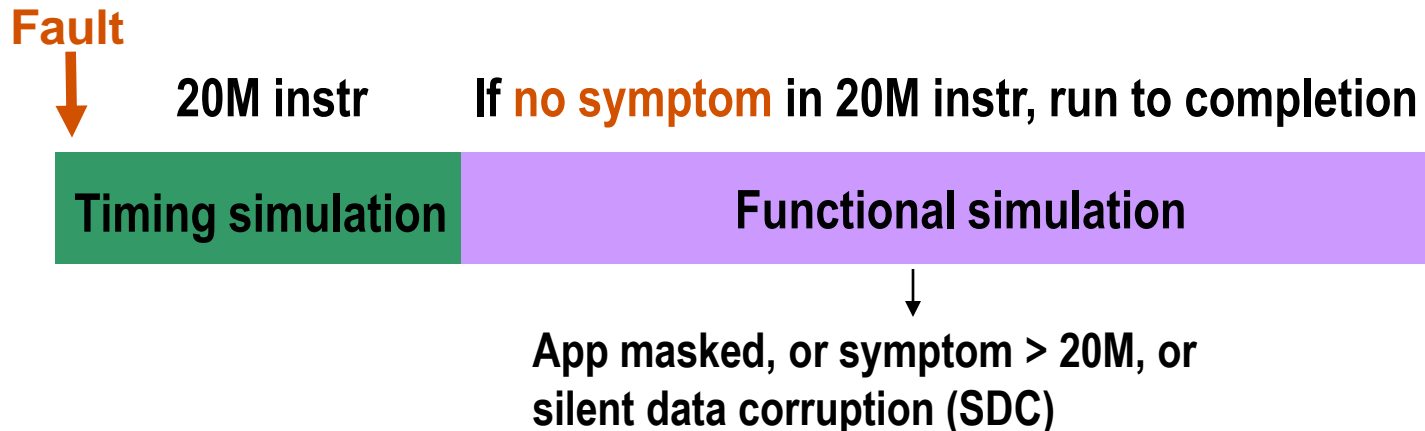 Fault
20M instr
If no symptom in 20M instr, run to completion
Timing simulation
Functional simulation
App masked, or symptom > 20M, or
silent data corruption (SDC)